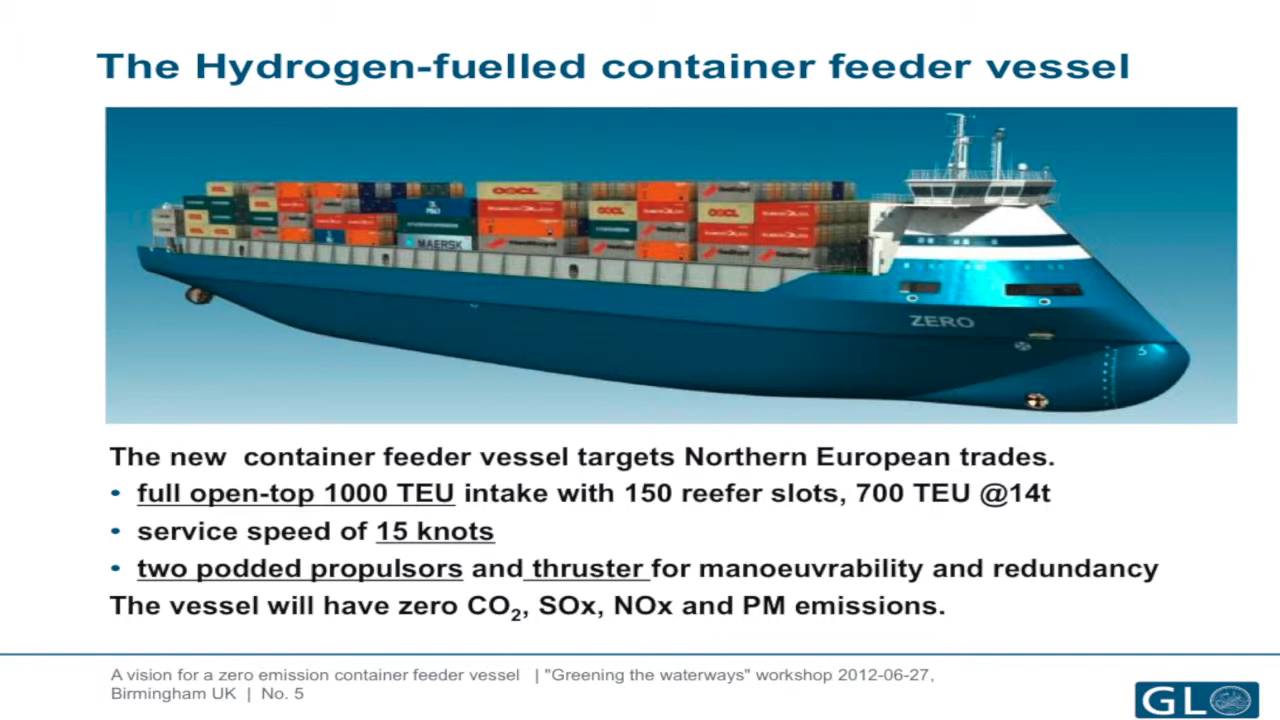 The Hydrogen-fuelled container feeder vessel
OOCL
OOCL
OOCL
P&O
MAERSK
ZERO
The new container feeder vessel targets Northern European trades.
• full open-top 1000 TEU intake with 150 reefer slots, 700 TEU @14t
• service speed of 15 knots
• two podded propulsors and thruster for manoeuvrability and redundancy
The vessel will have zero CO₂, SOx, NOx and PM emissions.
A vision for a zero emission container feeder vessel | "Greening the waterways" workshop 2012-06-27,
Birmingham UK | No. 5
GL